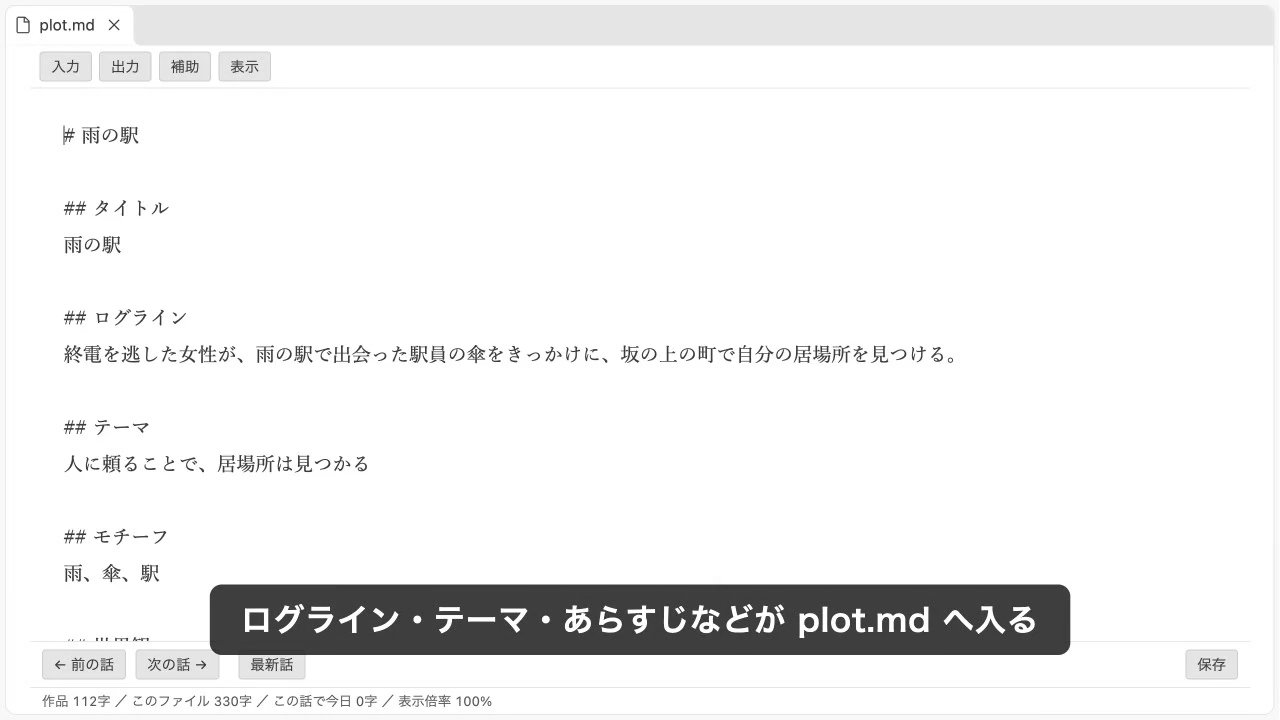 plot.md
入力 出力 補助 表示
# 雨の駅
## タイトル
雨の駅
## ログライン
終電を逃した女性が、雨の駅で出会った駅員の傘をきっかけに、坂の上の町で自分の居場所を見つける。
## テーマ
人に頼ることで、居場所は見つかる
## モチーフ
雨、傘、駅
ログライン・テーマ・あらすじなどが plot.md へ入る
← 前の話 次の話 → 最新話 保存
作品 112字 ／ このファイル 330字 ／ この話で今日 0字 ／ 表示倍率 100%